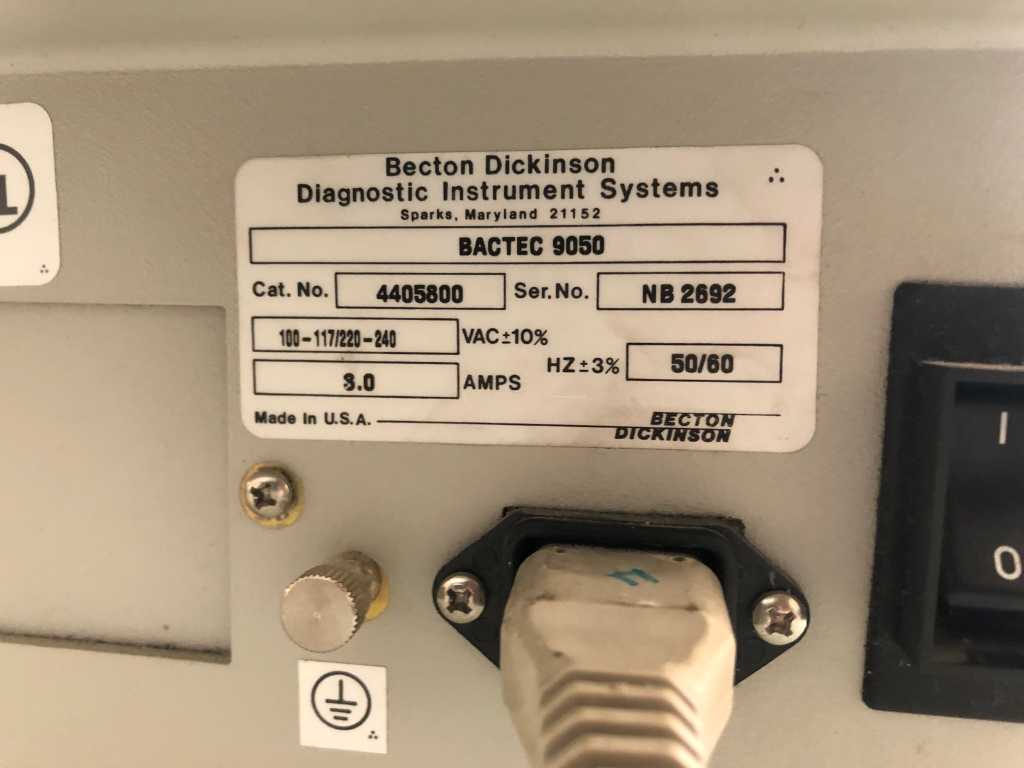 Becton Dickinson
Diagnostic Instrument Systems
Sparks, Maryland 21152
BACTEC 9050
Cat. No. 4405800 Ser. No. NB 2692
100-117/220-240 VAC±10%
HZ±3% 50/60
3.0 AMPS
Made In U.S.A.
BECTON
DICKINSON
I
O